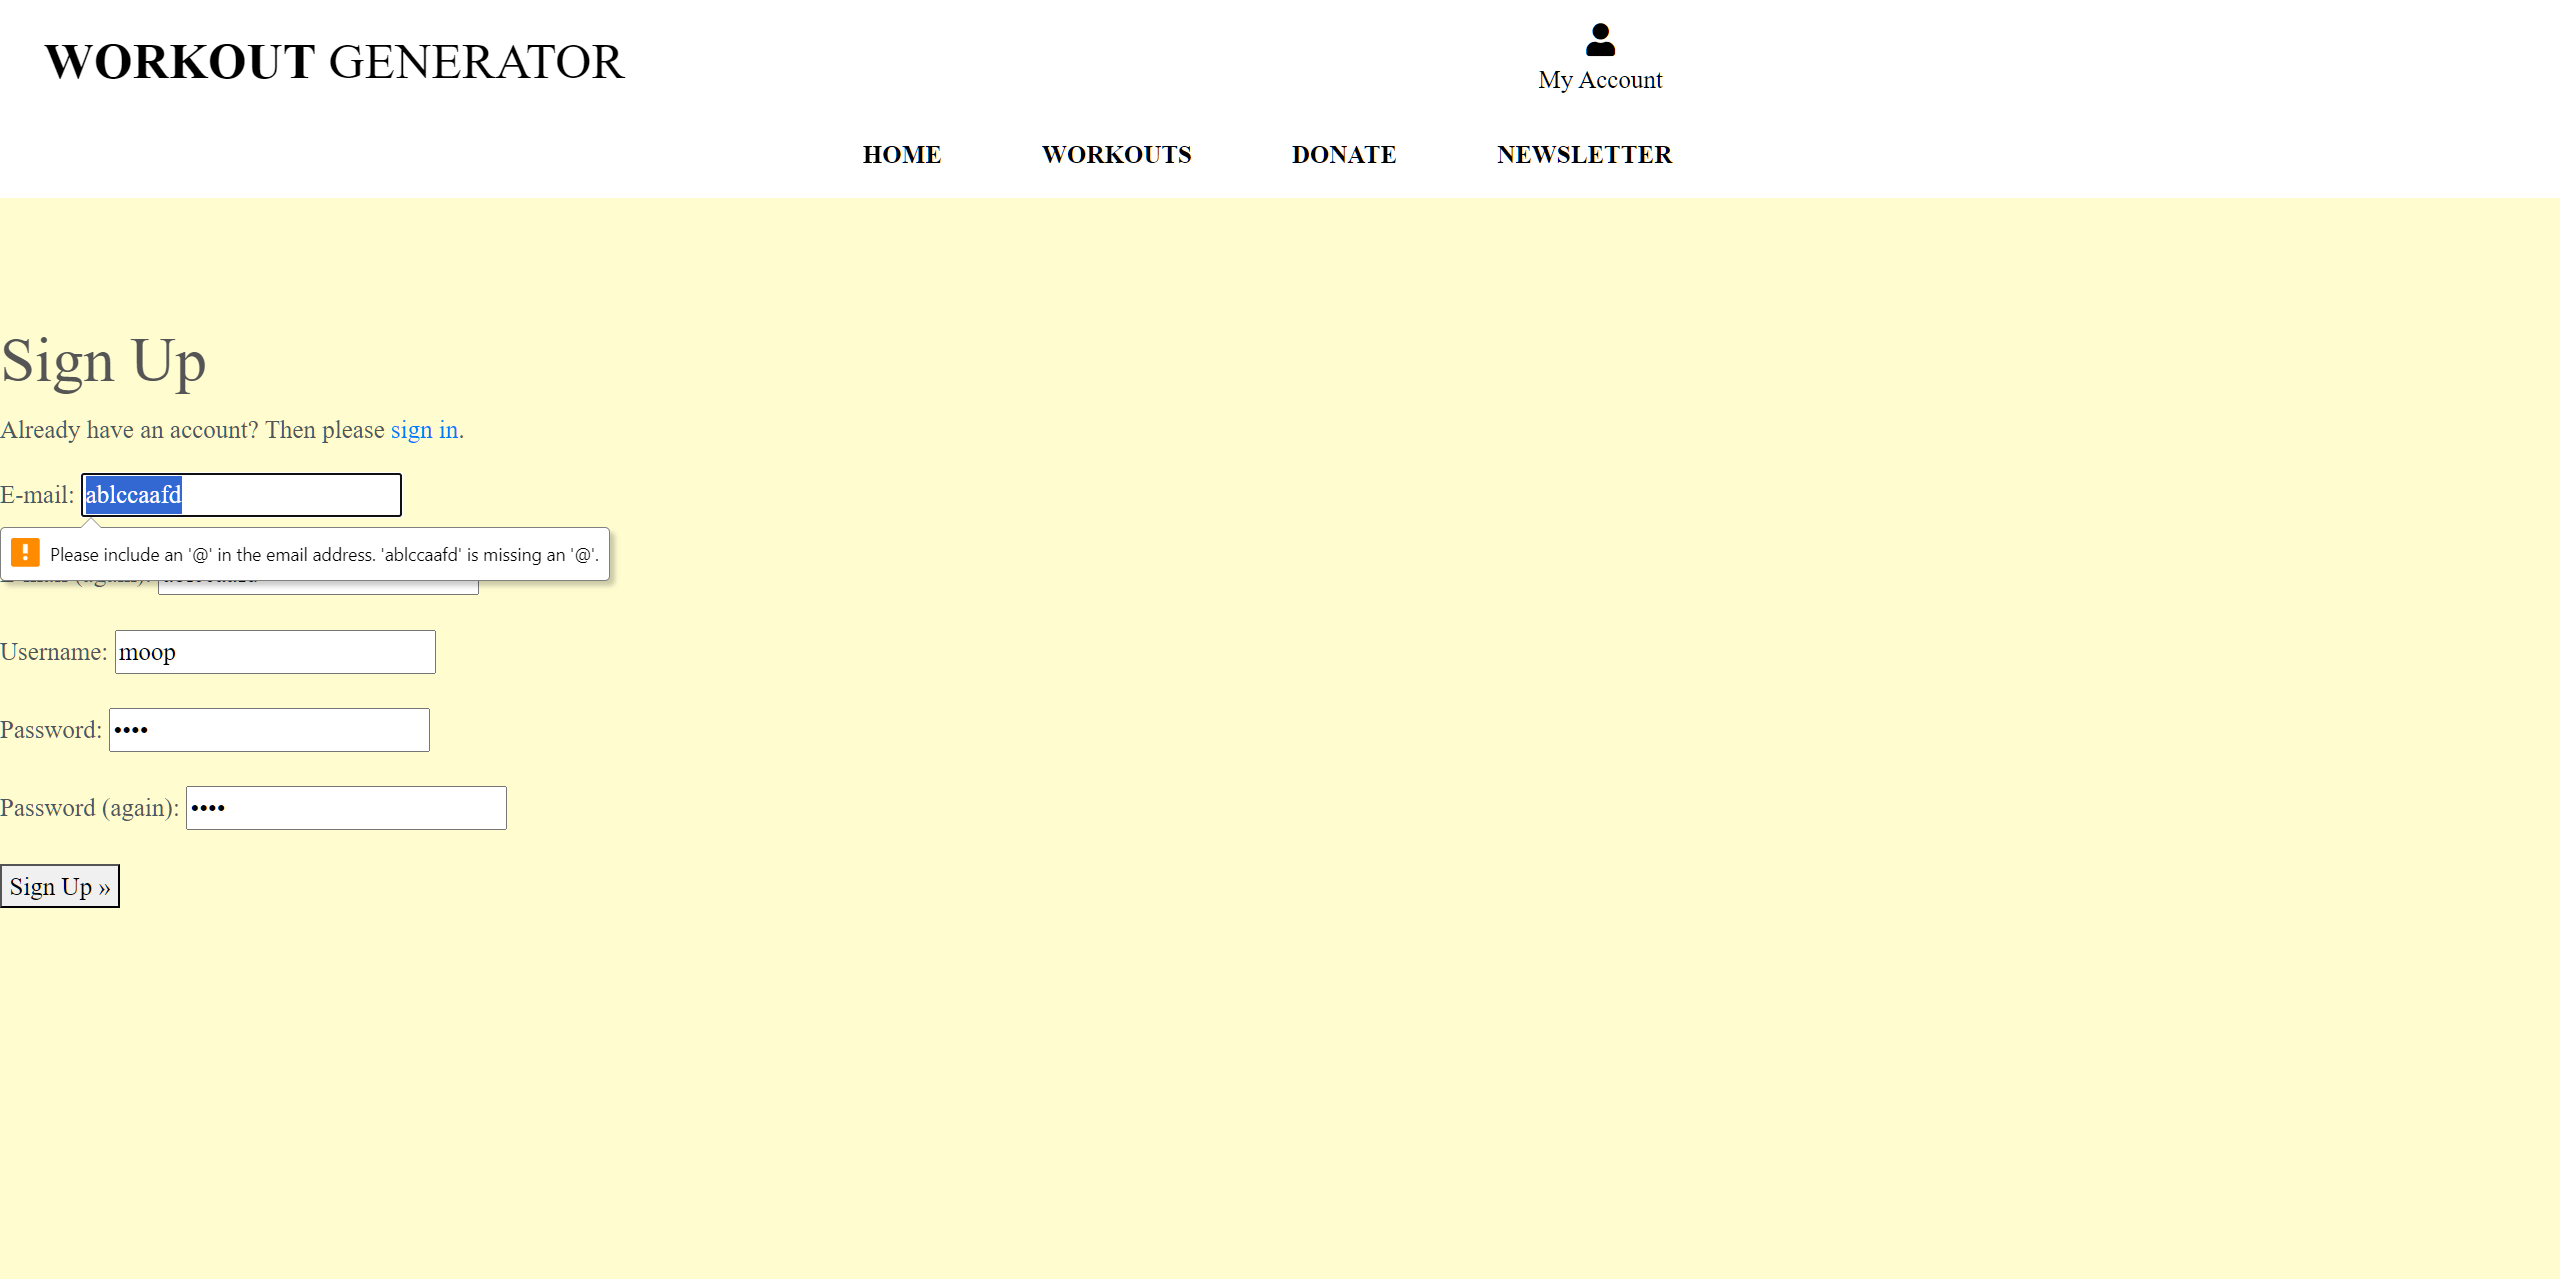 WORKOUT GENERATOR
My Account
HOME WORKOUTS DONATE NEWSLETTER
Sign Up
Already have an account? Then please sign in.
E-mail: ablccaafd
Please include an '@' in the email address. 'ablccaafd' is missing an '@'.
Username: moop
Password: ••••
Password (again): ••••
Sign Up »